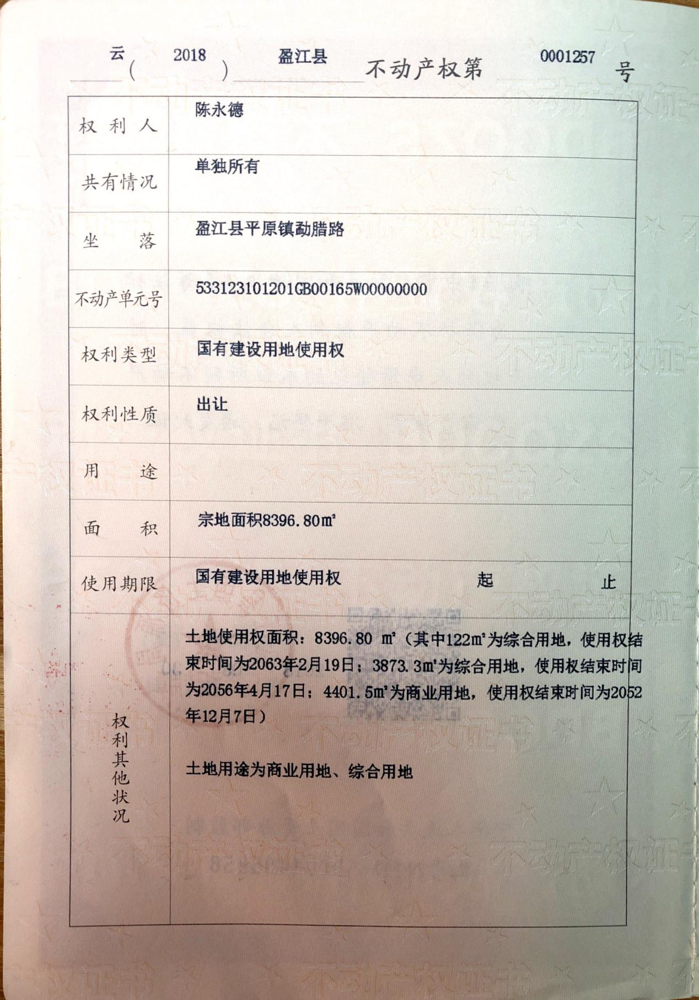 云（ 2018 ） 盈江县 不动产权第 0001257 号
权利人 陈永德
共有情况 单独所有
坐落 盈江县平原镇勐腊路
不动产单元号 533123101201GB00165W00000000
权利类型 国有建设用地使用权
权利性质 出让
用途
面积 宗地面积8396.80㎡
使用期限 国有建设用地使用权 起 止
权利其他状况
土地使用权面积：8396.80 ㎡（其中122㎡为综合用地，使用权结
束时间为2063年2月19日；3873.3㎡为综合用地，使用权结束时间
为2056年4月17日；4401.5㎡为商业用地，使用权结束时间为2052
年12月7日）
土地用途为商业用地、综合用地